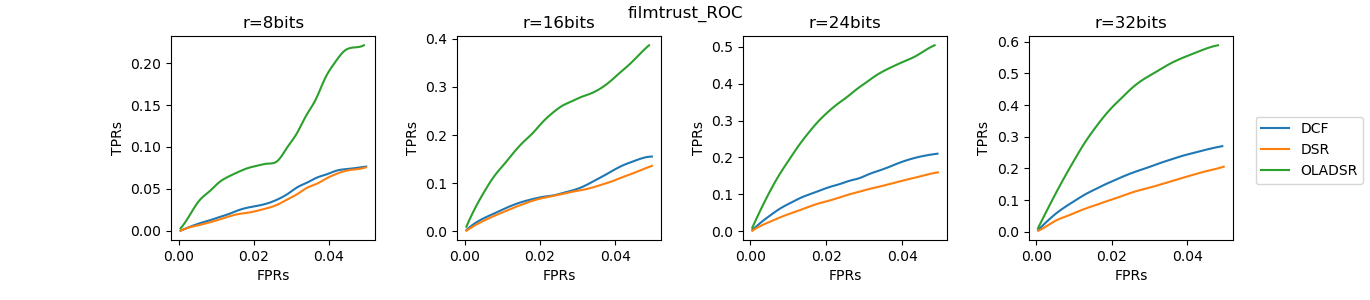 filmtrust_ROC
r=8bits
r=16bits
r=24bits
r=32bits
TPRs
0.20
0.15
0.10
0.05
0.00
0.00 0.02 0.04
FPRs
TPRs
0.4
0.3
0.2
0.1
0.0
0.00 0.02 0.04
FPRs
TPRs
0.5
0.4
0.3
0.2
0.1
0.0
0.00 0.02 0.04
FPRs
TPRs
0.6
0.5
0.4
0.3
0.2
0.1
0.0
0.00 0.02 0.04
FPRs
DCF
DSR
OLADSR